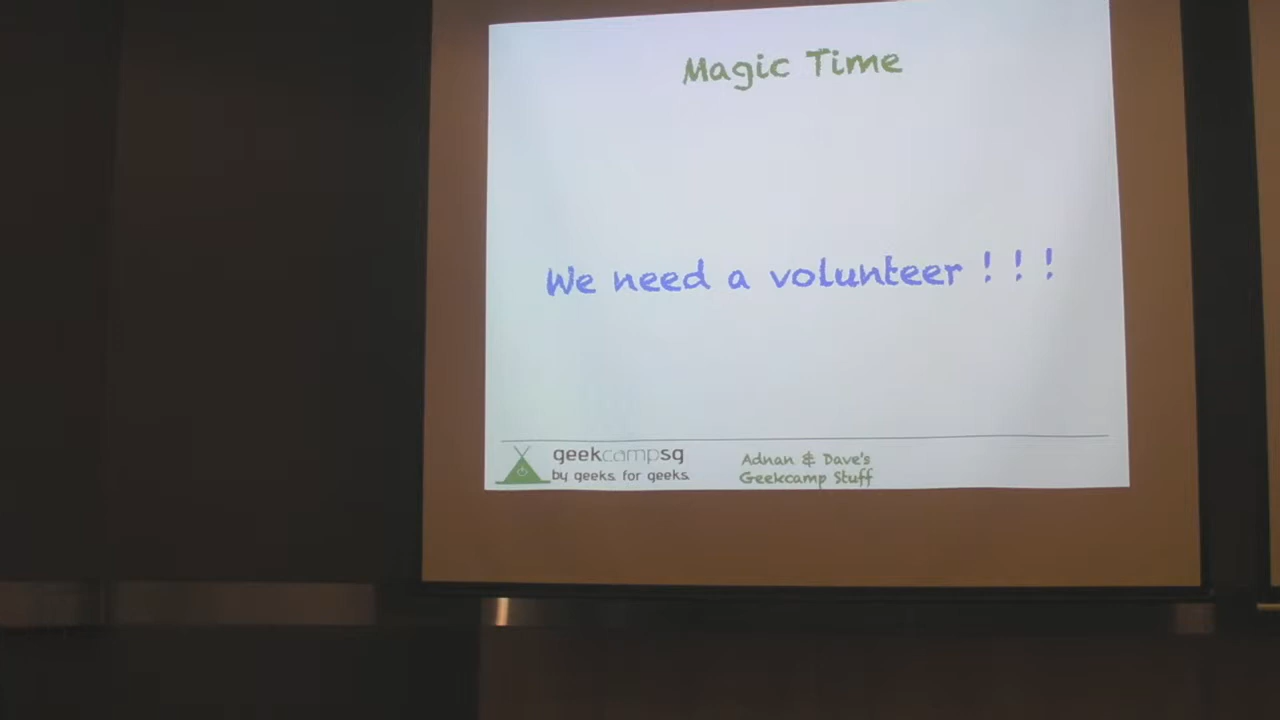 Magic Time
We need a volunteer ! ! !
geekcampsg
by geeks. for geeks.
Adnan & Dave's
Geekcamp Stuff